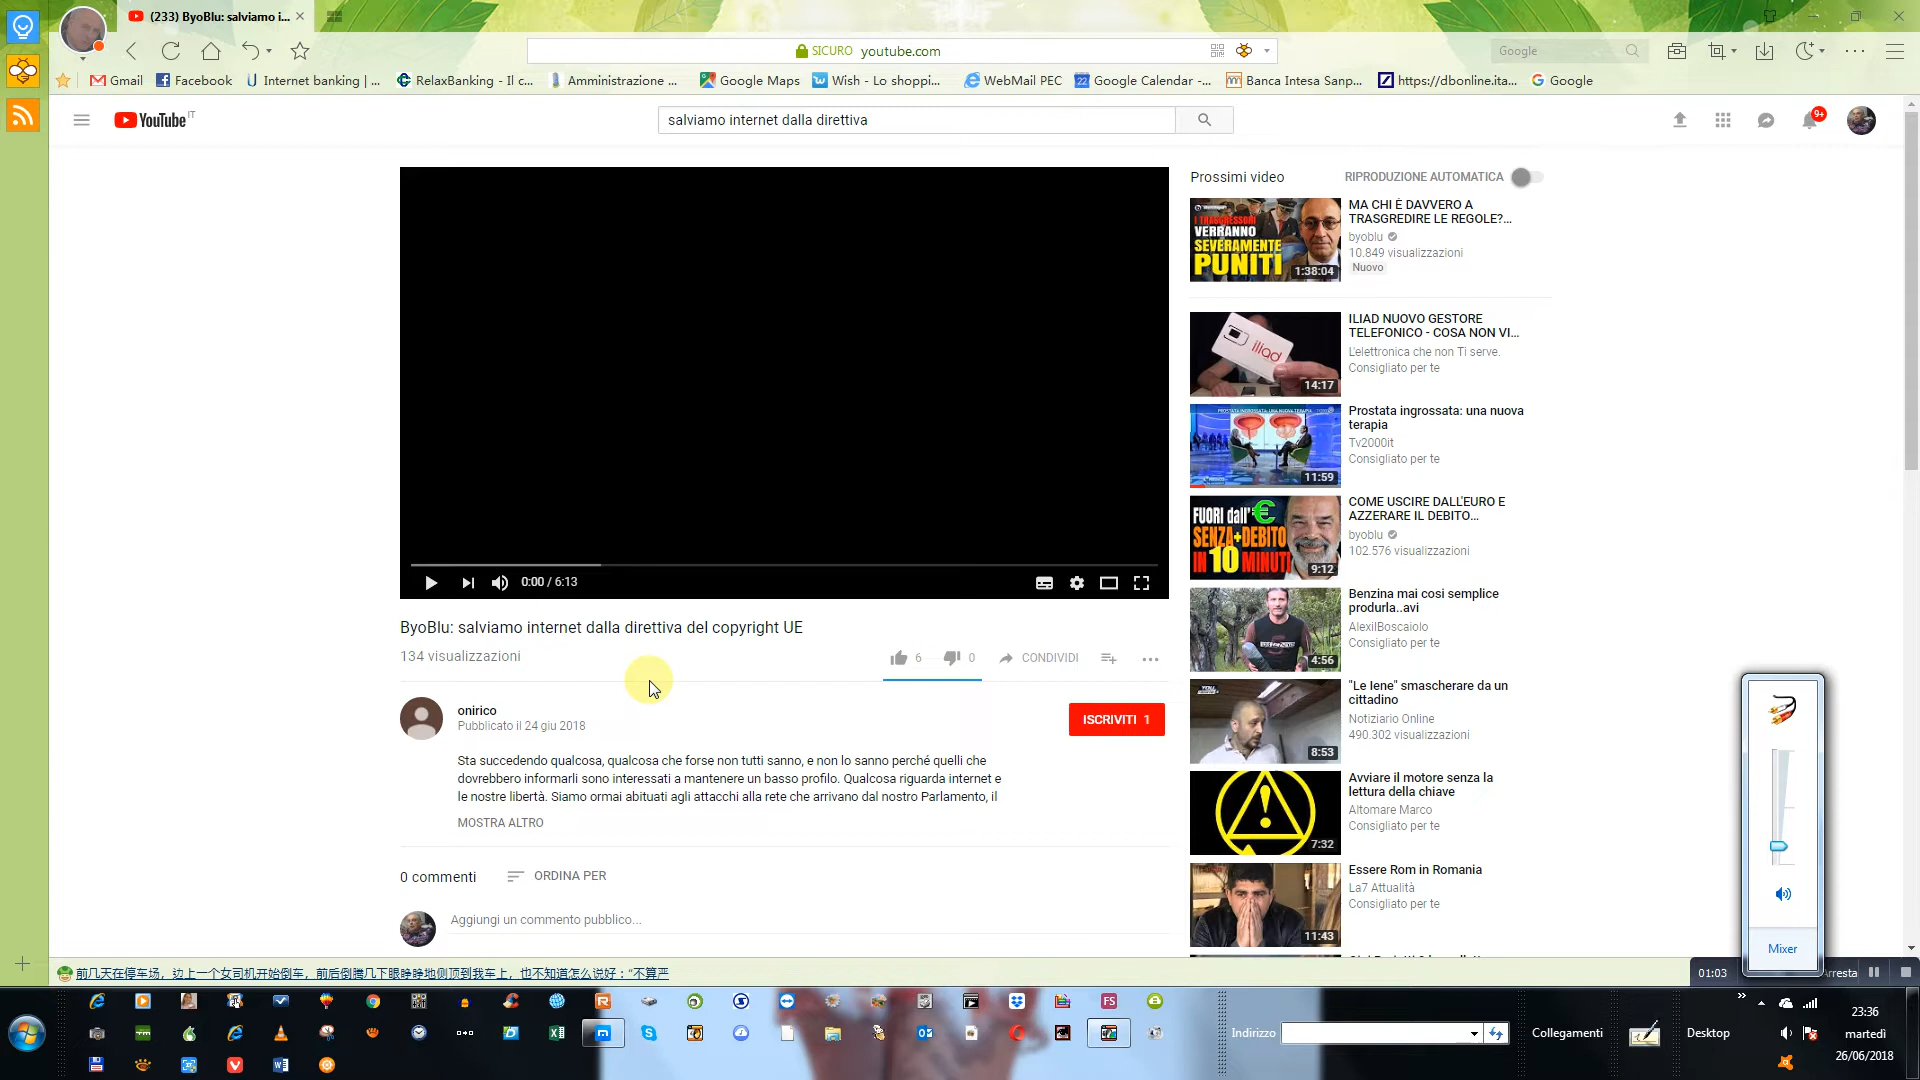 (233) ByoBlu: salviamo i...
SICURO youtube.com
Google
Gmail Facebook Internet banking |... RelaxBanking - Il c... Amministrazione ... Google Maps Wish - Lo shoppi... WebMail PEC Google Calendar -... Banca Intesa Sanp... https://dbonline.ita... Google
YouTube IT
salviamo internet dalla direttiva
9+
Prossimi video
RIPRODUZIONE AUTOMATICA
I TRASGRESSORI
VERRANNO
SEVERAMENTE
PUNITI
1:38:04
MA CHI È DAVVERO A
TRASGREDIRE LE REGOLE?...
byoblu
10.849 visualizzazioni
Nuovo
iliad
14:17
ILIAD NUOVO GESTORE
TELEFONICO - COSA NON VI...
L'elettronica che non Ti serve.
Consigliato per te
PROSTATA INGROSSATA: UNA NUOVA TERAPIA
11:59
Prostata ingrossata: una nuova
terapia
Tv2000it
Consigliato per te
FUORI dall'€
SENZA+DEBITO
IN 10 MINUTI
9:12
COME USCIRE DALL'EURO E
AZZERARE IL DEBITO...
byoblu
102.576 visualizzazioni
4:56
Benzina mai cosi semplice
produrla..avi
AlexilBoscaiolo
Consigliato per te
8:53
"Le Iene" smascherare da un
cittadino
Notiziario Online
490.302 visualizzazioni
7:32
Avviare il motore senza la
lettura della chiave
Altomare Marco
Consigliato per te
11:43
Essere Rom in Romania
La7 Attualità
Consigliato per te
0:00 / 6:13
ByoBlu: salviamo internet dalla direttiva del copyright UE
134 visualizzazioni
6 0 CONDIVIDI
onirico
Pubblicato il 24 giu 2018
ISCRIVITI 1
Sta succedendo qualcosa, qualcosa che forse non tutti sanno, e non lo sanno perché quelli che
dovrebbero informarli sono interessati a mantenere un basso profilo. Qualcosa riguarda internet e
le nostre libertà. Siamo ormai abituati agli attacchi alla rete che arrivano dal nostro Parlamento, il
MOSTRA ALTRO
0 commenti
ORDINA PER
Aggiungi un commento pubblico...
Mixer
前几天在停车场，边上一个女司机开始倒车，前后倒腾几下眼睁睁地侧顶到我车上，也不知道怎么说好：“不算严
01:03
Arresta
Indirizzo
Collegamenti
Desktop
23:36
martedì
26/06/2018